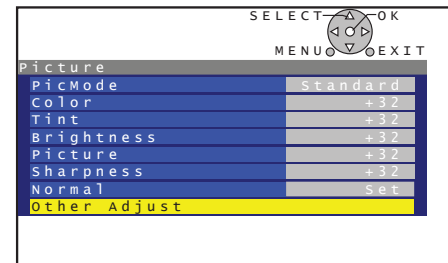 SELECT OK
MENU EXIT
Picture
PicMode Standard
Color +32
Tint +32
Brightness +32
Picture +32
Sharpness +32
Normal Set
Other Adjust